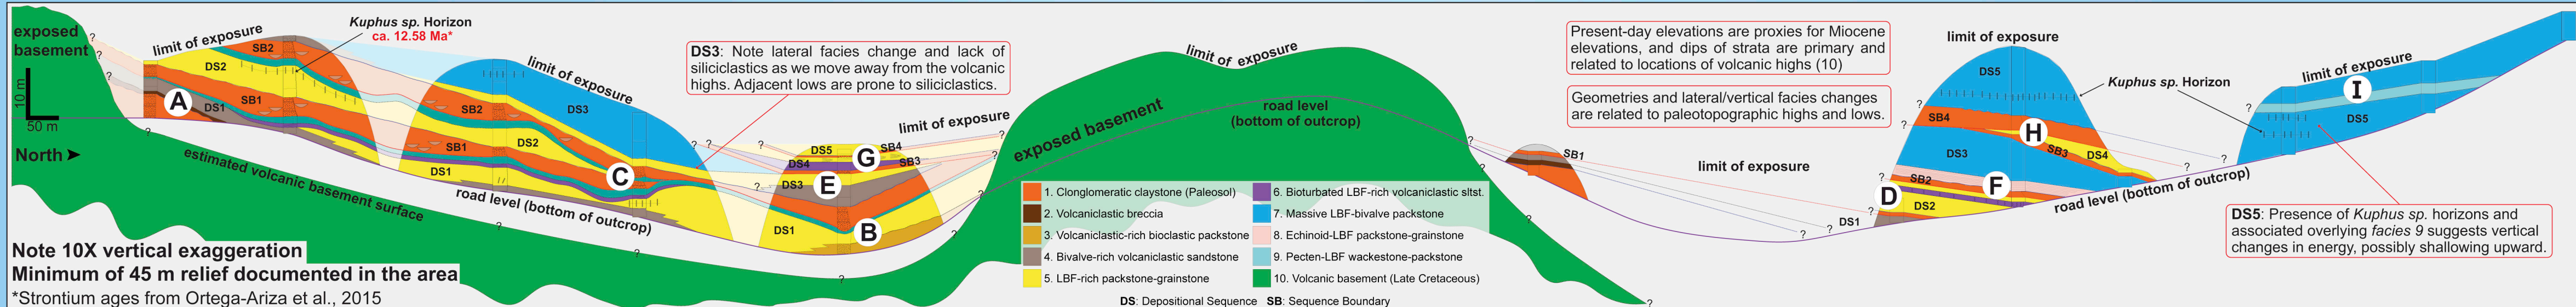 exposed
basement
limit of exposure
Kuphus sp. Horizon
ca. 12.58 Ma*
SB2
DS2
SB1
DS1
A
10 m
50 m
North ➤
limit of exposure
DS3
SB2
DS2
SB1
DS1
C
estimated volcanic basement surface
road level (bottom of outcrop)
Note 10X vertical exaggeration
Minimum of 45 m relief documented in the area
*Strontium ages from Ortega-Ariza et al., 2015
DS3: Note lateral facies change and lack of
siliciclastics as we move away from the volcanic
highs. Adjacent lows are prone to siliciclastics.
limit of exposure
DS5
SB4
G
DS4
SB3
DS3
E
DS1
B
limit of exposure
exposed basement
road level
(bottom of outcrop)
1. Clonglomeratic claystone (Paleosol)
2. Volcaniclastic breccia
3. Volcaniclastic-rich bioclastic packstone
4. Bivalve-rich volcaniclastic sandstone
5. LBF-rich packstone-grainstone
6. Bioturbated LBF-rich volcaniclastic sltst.
7. Massive LBF-bivalve packstone
8. Echinoid-LBF packstone-grainstone
9. Pecten-LBF wackestone-packstone
10. Volcanic basement (Late Cretaceous)
DS: Depositional Sequence SB: Sequence Boundary
Present-day elevations are proxies for Miocene
elevations, and dips of strata are primary and
related to locations of volcanic highs (10)
Geometries and lateral/vertical facies changes
are related to paleotopographic highs and lows.
SB1
limit of exposure
DS1
limit of exposure
DS5
Kuphus sp. Horizon
SB4
H
DS3
SB3
DS4
SB2
D
F
DS2
road level (bottom of outcrop)
limit of exposure
I
DS5
DS5: Presence of Kuphus sp. horizons and
associated overlying facies 9 suggests vertical
changes in energy, possibly shallowing upward.